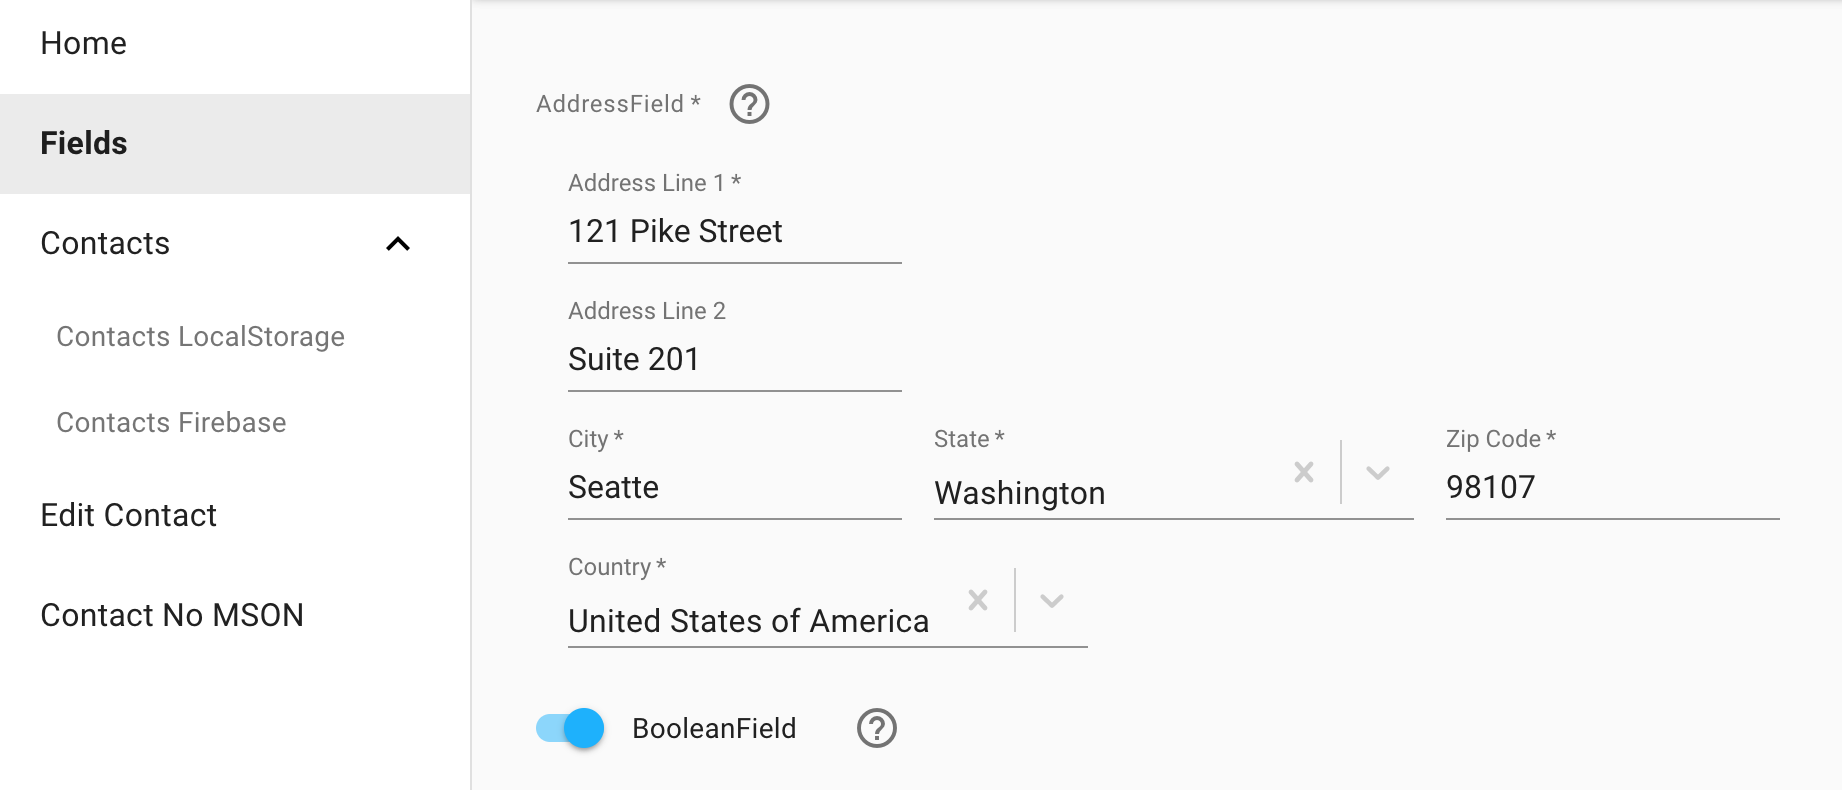 Home
Fields
Contacts
Contacts LocalStorage
Contacts Firebase
Edit Contact
Contact No MSON
AddressField *
Address Line 1 *
121 Pike Street
Address Line 2
Suite 201
City * State * Zip Code *
Seatte Washington 98107
Country *
United States of America
BooleanField